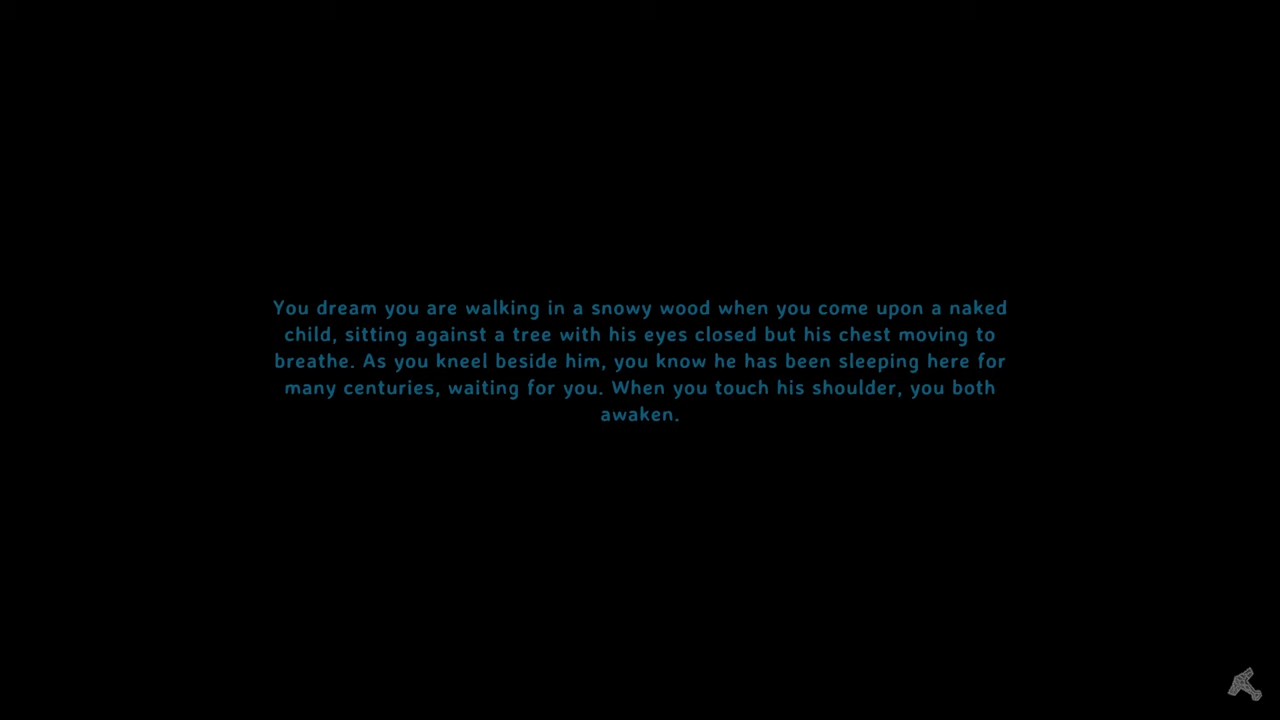 You dream you are walking in a snowy wood when you come upon a naked
child, sitting against a tree with his eyes closed but his chest moving to
breathe. As you kneel beside him, you know he has been sleeping here for
many centuries, waiting for you. When you touch his shoulder, you both
awaken.